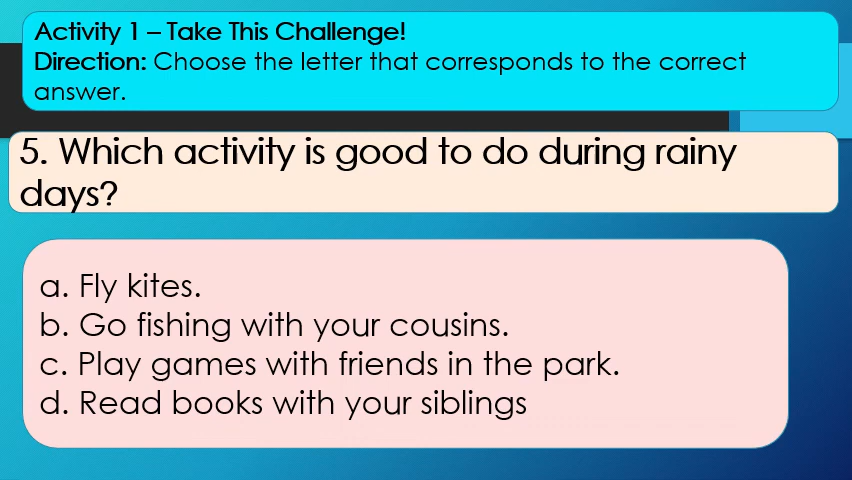 Activity 1 – Take This Challenge!
Direction: Choose the letter that corresponds to the correct
answer.
5. Which activity is good to do during rainy
days?
a. Fly kites.
b. Go fishing with your cousins.
c. Play games with friends in the park.
d. Read books with your siblings